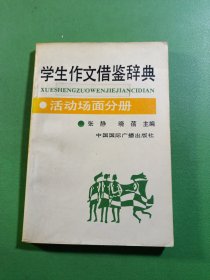 学生作文借鉴辞典
XUESHENGZUOWENJIEJIANCIDIAN
活动场面分册
张静 晓蓓 主编
中国国际广播出版社